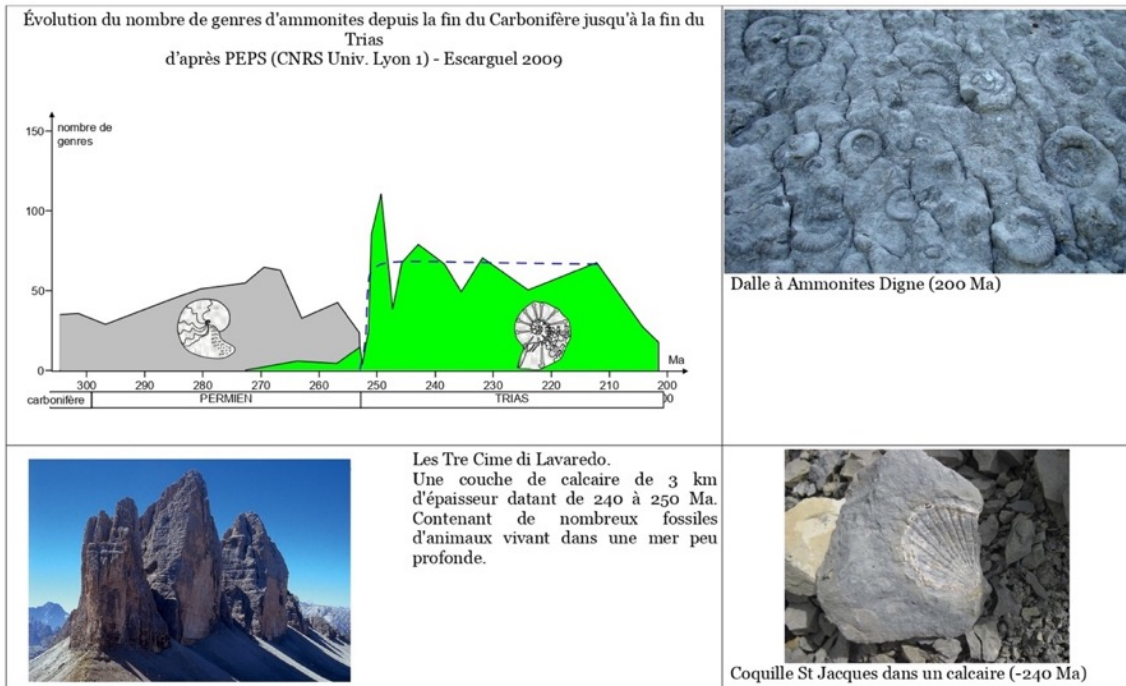 Évolution du nombre de genres d'ammonites depuis la fin du Carbonifère jusqu'à la fin du
Trias
d'après PEPS (CNRS Univ. Lyon 1) - Escarguel 2009
150
nombre de
genres
100
50
0
Ma
300 290 280 270 260 250 240 230 220 210 200
carbonifère PERMIEN TRIAS
Dalle à Ammonites Digne (200 Ma)
Les Tre Cime di Lavaredo.
Une couche de calcaire de 3 km
d'épaisseur datant de 240 à 250 Ma.
Contenant de nombreux fossiles
d'animaux vivant dans une mer peu
profonde.
Coquille St Jacques dans un calcaire (-240 Ma)